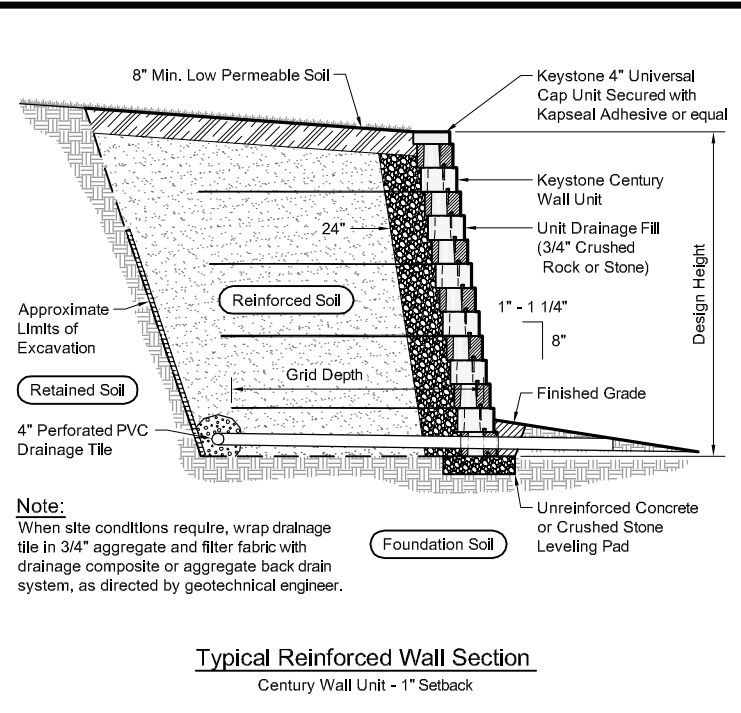 8" Min. Low Permeable Soil
Keystone 4" Universal
Cap Unit Secured with
Kapseal Adhesive or equal
Keystone Century
Wall Unit
24"
Unit Drainage Fill
(3/4" Crushed
Rock or Stone)
Design Height
Reinforced Soil
Approximate
Limits of
Excavation
1" - 1 1/4"
8"
Retained Soil
Grid Depth
Finished Grade
4" Perforated PVC
Drainage Tile
Note:
When site conditions require, wrap drainage
tile in 3/4" aggregate and filter fabric with
drainage composite or aggregate back drain
system, as directed by geotechnical engineer.
Foundation Soil
Unreinforced Concrete
or Crushed Stone
Leveling Pad
Typical Reinforced Wall Section
Century Wall Unit - 1" Setback